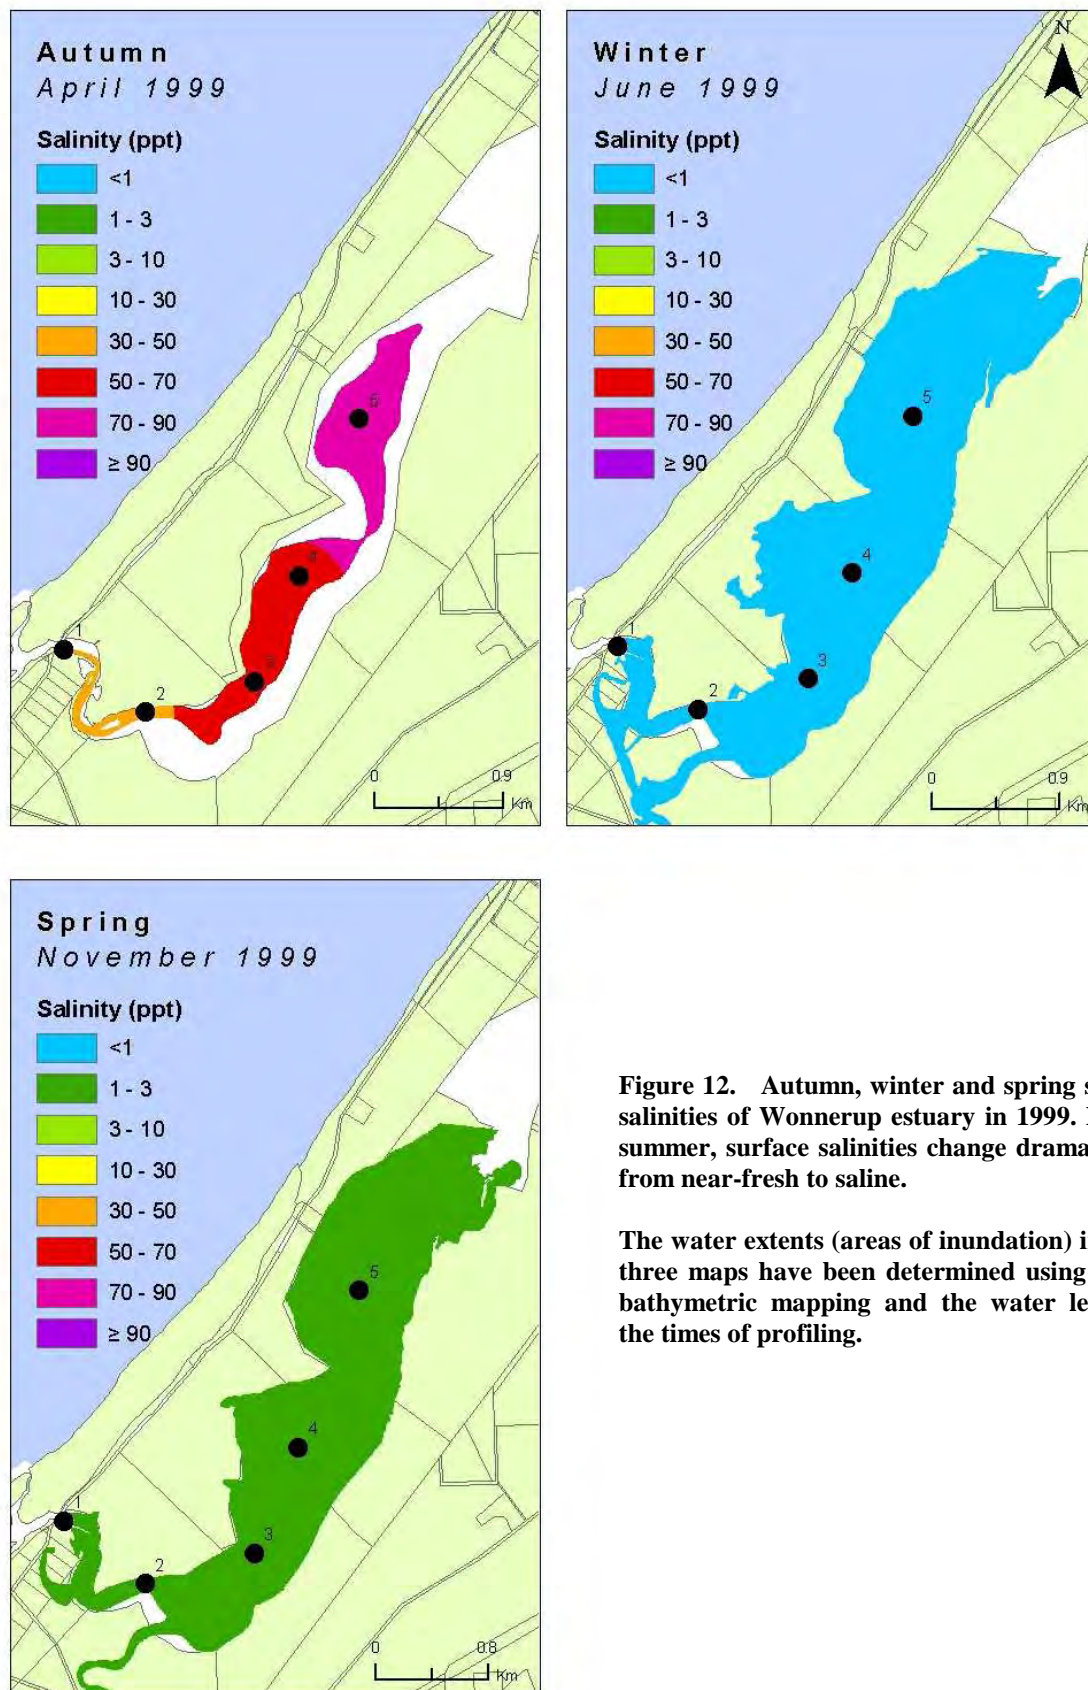 Autumn
April 1999
Salinity (ppt)
<1
1 - 3
3 - 10
10 - 30
30 - 50
50 - 70
70 - 90
≥ 90
5
4
3
1
2
0 0.9
Km
Winter
June 1999
N
Salinity (ppt)
<1
1 - 3
3 - 10
10 - 30
30 - 50
50 - 70
70 - 90
≥ 90
5
4
1
3
2
0 0.9
Km
Spring
November 1999
Salinity (ppt)
<1
1 - 3
3 - 10
10 - 30
30 - 50
50 - 70
70 - 90
≥ 90
5
4
1
3
2
0 0.8
Km
Figure 12. Autumn, winter and spring
salinities of Wonnerup estuary in 1999.
summer, surface salinities change
from near-fresh to saline.
The water extents (areas of inundation)
three maps have been determined using
bathymetric mapping and the water
the times of profiling.